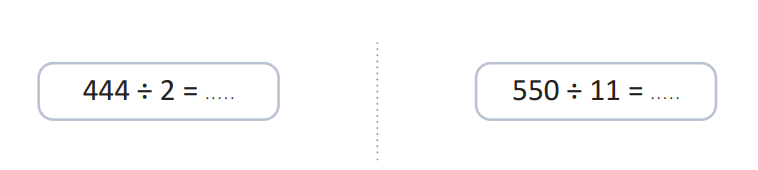 444 ÷ 2 = .....
550 ÷ 11 = .....